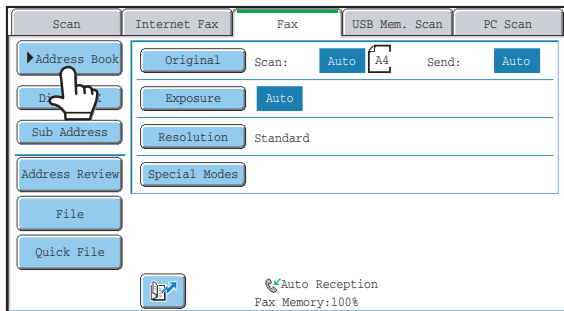 Scan Internet Fax Fax USB Mem. Scan PC Scan
Address Book Original Scan: Auto A4 Send: Auto
Exposure Auto
Sub Address Resolution Standard
Address Review Special Modes
File
Quick File
Auto Reception
Fax Memory:100%